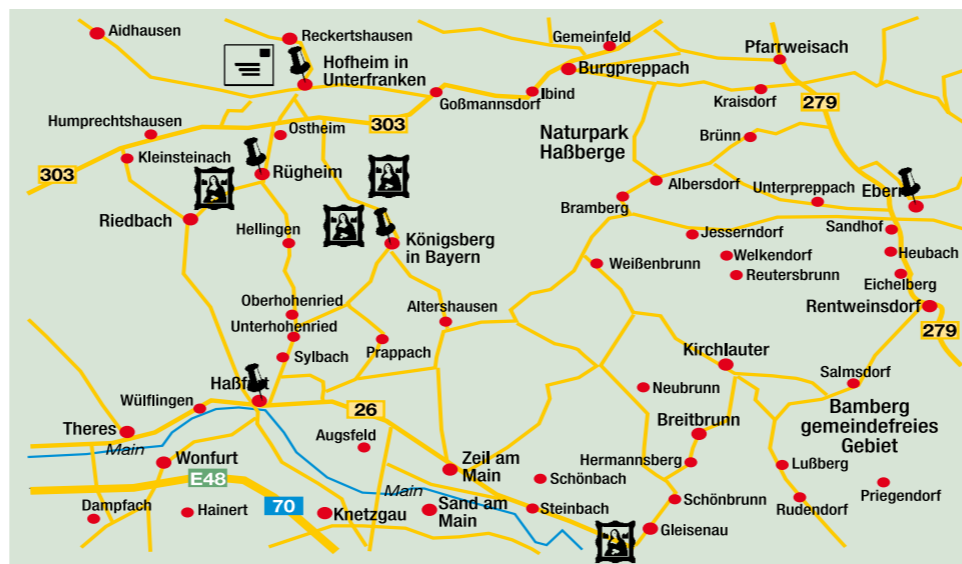 Aidhausen
Reckertshausen
Gemeinfeld
Pfarrweisach
Hofheim in
Unterfranken
Burgpreppach
Goßmannsdorf
Ibind
Kraisdorf
279
Humprechtshausen
Ostheim
303
Naturpark
Haßberge
Brünn
Kleinsteinach
303
Rügheim
Albersdorf
Unterpreppach
Ebern
Bramberg
Riedbach
Hellingen
Königsberg
in Bayern
Jesserndorf
Sandhof
Weißenbrunn
Welkendorf
Heubach
Reutersbrunn
Eichelberg
Oberhohenried
Altershausen
Rentweinsdorf
Unterhohenried
279
Sylbach
Prappach
Kirchlauter
Haßfurt
Neubrunn
Salmsdorf
Wülflingen
26
Bamberg
gemeindefreies
Gebiet
Theres
Augsfeld
Breitbrunn
Main
Wonfurt
Zeil am
Main
Hermannsberg
Lußberg
E48
Schönbach
Priegendorf
Main
Dampfach
Hainert
70
Knetzgau
Sand am
Main
Steinbach
Schönbrunn
Rudendorf
Gleisenau